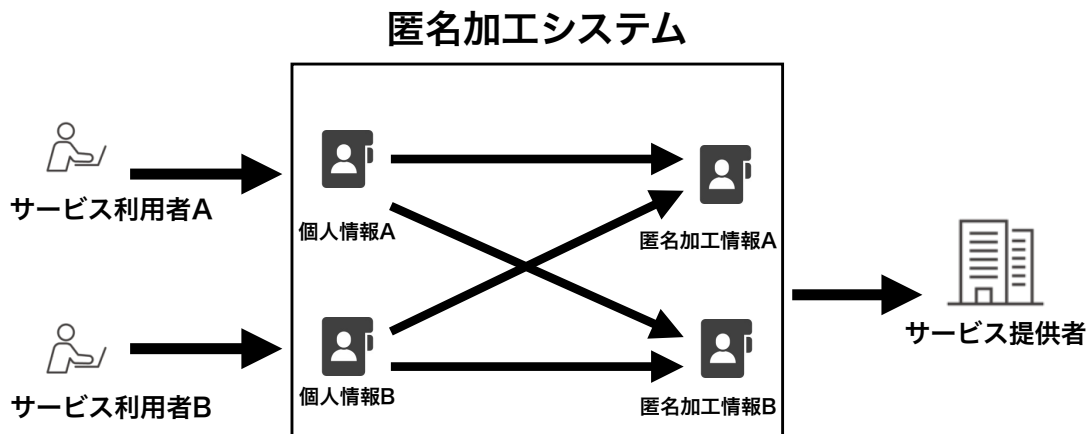 匿名加工システム
サービス利用者A
個人情報A
匿名加工情報A
サービス提供者
サービス利用者B
個人情報B
匿名加工情報B